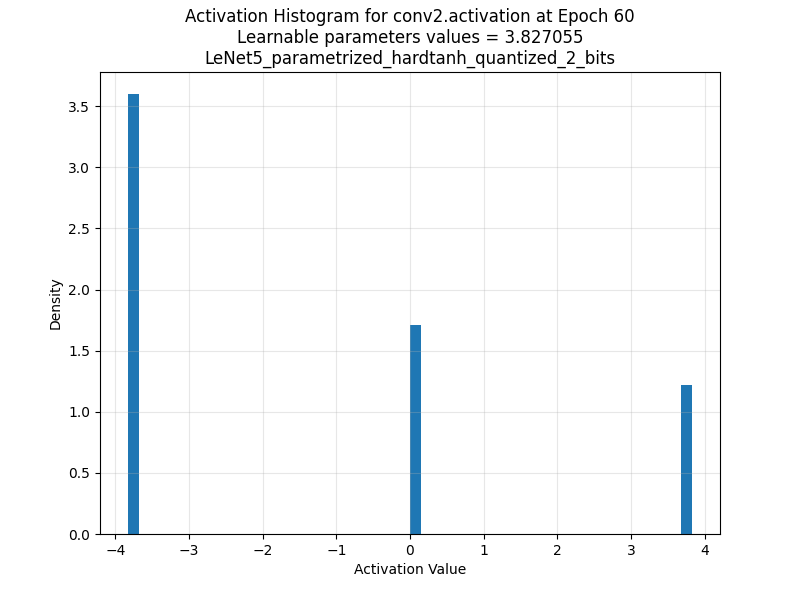 Activation Histogram for conv2.activation at Epoch 60
Learnable parameters values = 3.827055
LeNet5_parametrized_hardtanh_quantized_2_bits
3.5
3.0
2.5
2.0
1.5
1.0
0.5
0.0
Density
−4 −3 −2 −1 0 1 2 3 4
Activation Value